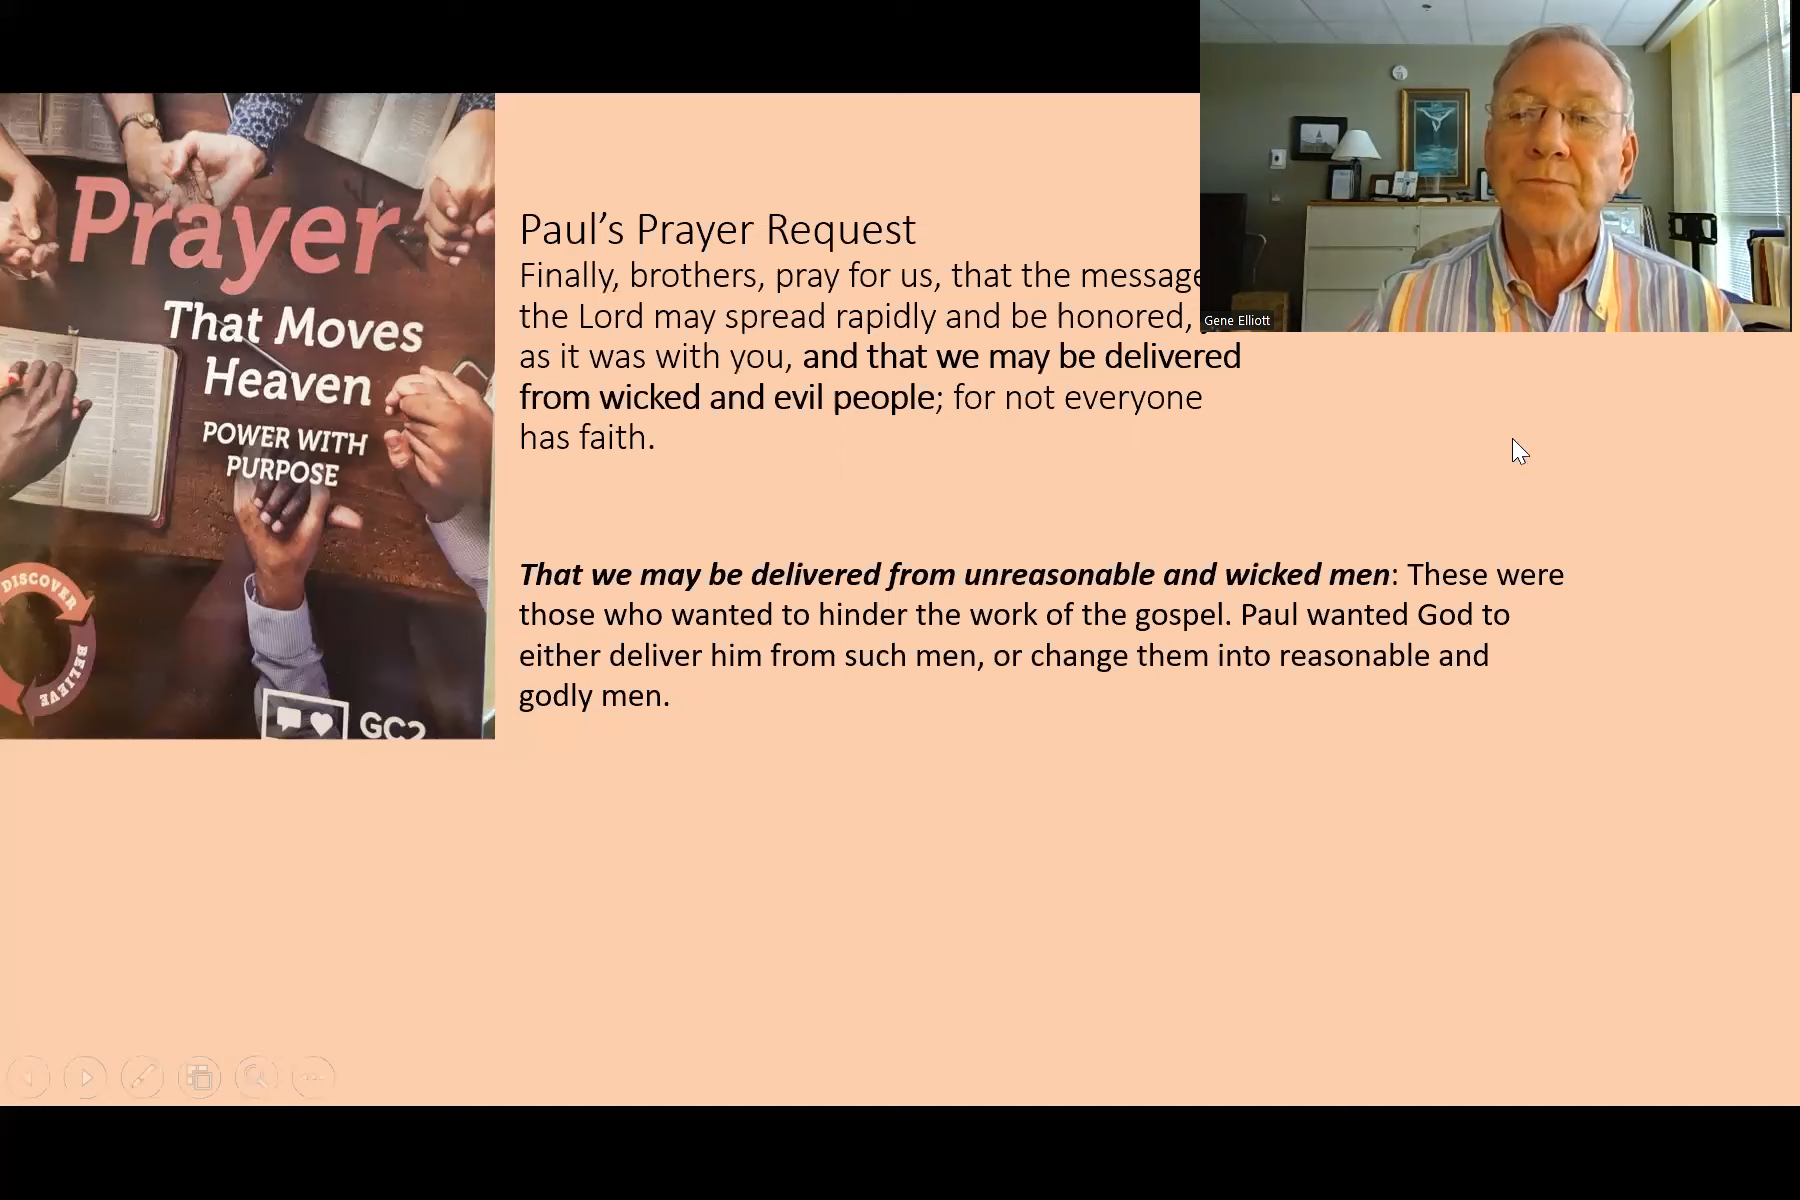 Prayer
That Moves
Heaven
POWER WITH
PURPOSE
DISCOVER
BELIEVE
Paul's Prayer Request
Finally, brothers, pray for us, that the message
the Lord may spread rapidly and be honored,
as it was with you, and that we may be delivered
from wicked and evil people; for not everyone
has faith.
That we may be delivered from unreasonable and wicked men: These were
those who wanted to hinder the work of the gospel. Paul wanted God to
either deliver him from such men, or change them into reasonable and
godly men.
Gene Elliott